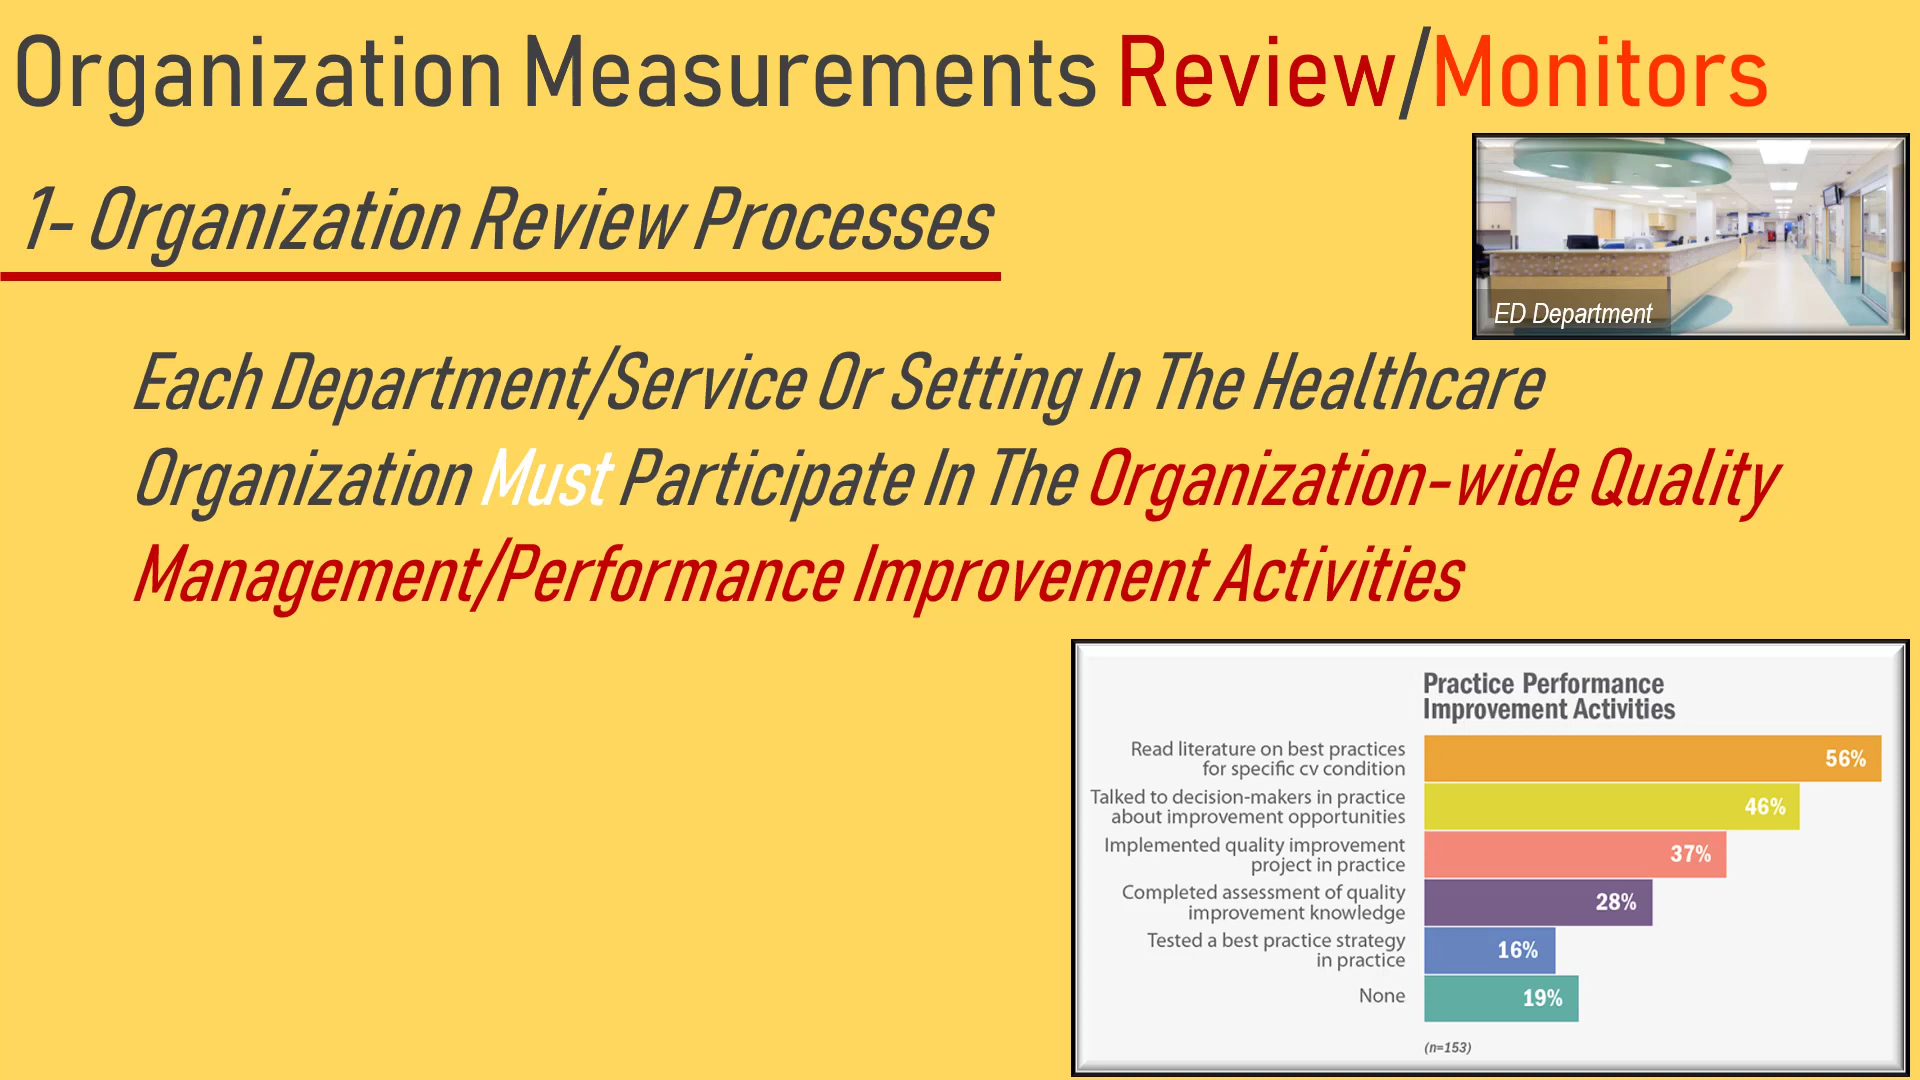 Organization Measurements Review/Monitors
1- Organization Review Processes
ED Department
Each Department/Service Or Setting In The Healthcare
Organization Must Participate In The Organization-wide Quality
Management/Performance Improvement Activities
Practice Performance
Improvement Activities
Read literature on best practices
for specific cv condition
56%
Talked to decision-makers in practice
about improvement opportunities
46%
Implemented quality improvement
project in practice
37%
Completed assessment of quality
improvement knowledge
28%
Tested a best practice strategy
in practice
16%
None
19%
(n=153)